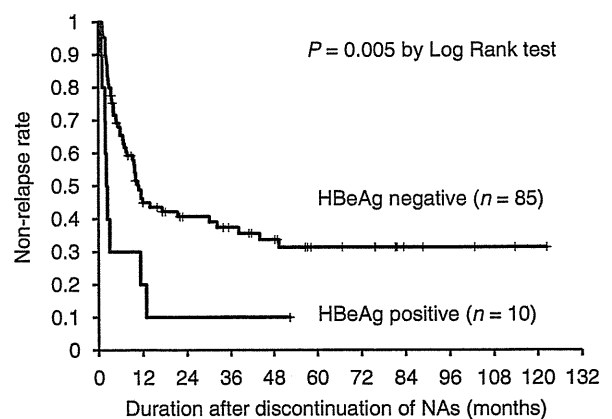 1
0.9
0.8
0.7
0.6
0.5
0.4
0.3
0.2
0.1
0
Non-relapse rate
P = 0.005 by Log Rank test
HBeAg negative (n = 85)
HBeAg positive (n = 10)
0 12 24 36 48 60 72 84 96 108 120 132
Duration after discontinuation of NAs (months)